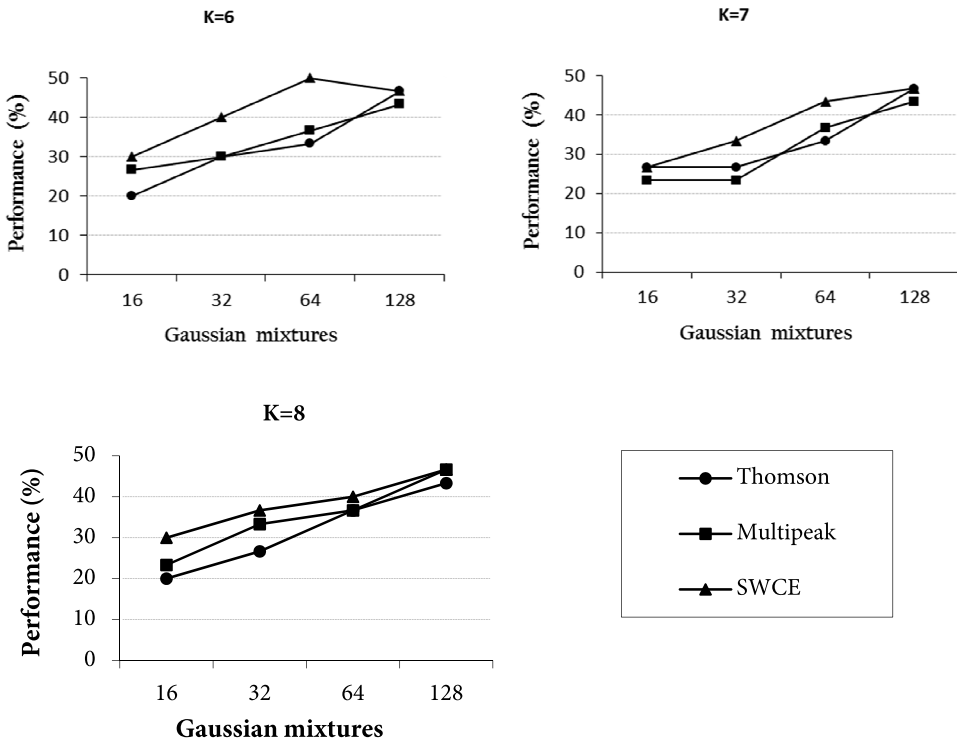 K=6
50
40
30
20
10
0
Performance (%)
16 32 64 128
Gaussian mixtures
K=7
50
40
30
20
10
0
Performance (%)
16 32 64 128
Gaussian mixtures
K=8
50
40
30
20
10
0
Performance (%)
16 32 64 128
Gaussian mixtures
Thomson
Multipeak
SWCE